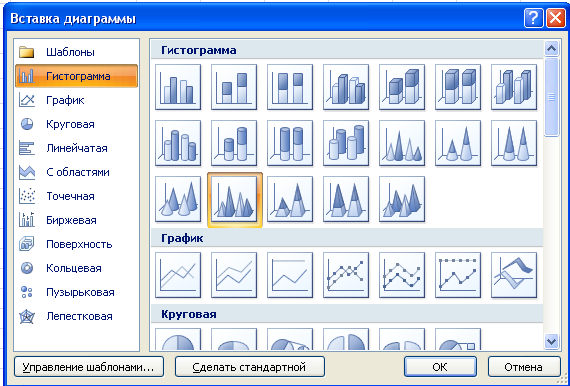 Вставка диаграммы
Шаблоны
Гистограмма
График
Круговая
Линейчатая
С областями
Точечная
Биржевая
Поверхность
Кольцевая
Пузырьковая
Лепестковая
Гистограмма
График
Круговая
Управление шаблонами...
Сделать стандартной
ОК
Отмена